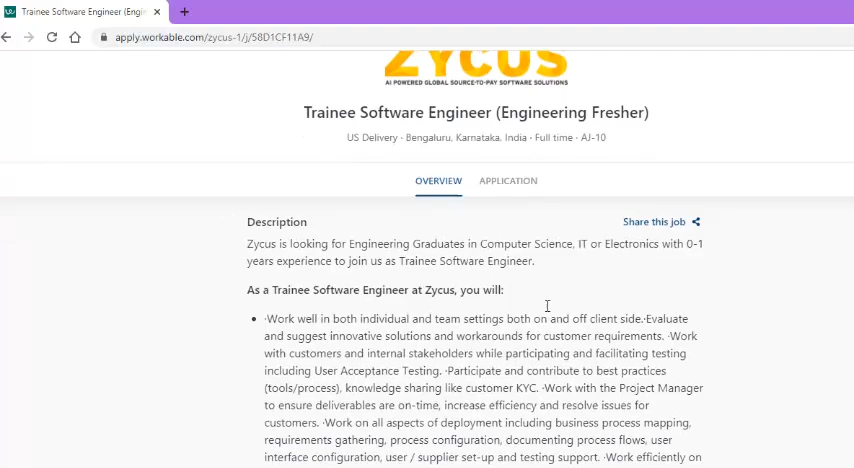 Trainee Software Engineer (Engin
apply.workable.com/zycus-1/j/58D1CF11A9/
ZYCUS
AI POWERED GLOBAL SOURCE-TO-PAY SOFTWARE SOLUTIONS
Trainee Software Engineer (Engineering Fresher)
US Delivery · Bengaluru, Karnataka, India · Full time · AJ-10
OVERVIEW APPLICATION
Description Share this job
Zycus is looking for Engineering Graduates in Computer Science, IT or Electronics with 0-1
years experience to join us as Trainee Software Engineer.
As a Trainee Software Engineer at Zycus, you will:
• ·Work well in both individual and team settings both on and off client side.·Evaluate
and suggest innovative solutions and workarounds for customer requirements. ·Work
with customers and internal stakeholders while participating and facilitating testing
including User Acceptance Testing. ·Participate and contribute to best practices
(tools/process), knowledge sharing like customer KYC. ·Work with the Project Manager
to ensure deliverables are on-time, increase efficiency and resolve issues for
customers. ·Work on all aspects of deployment including business process mapping,
requirements gathering, process configuration, documenting process flows, user
interface configuration, user / supplier set-up and testing support. ·Work efficiently on